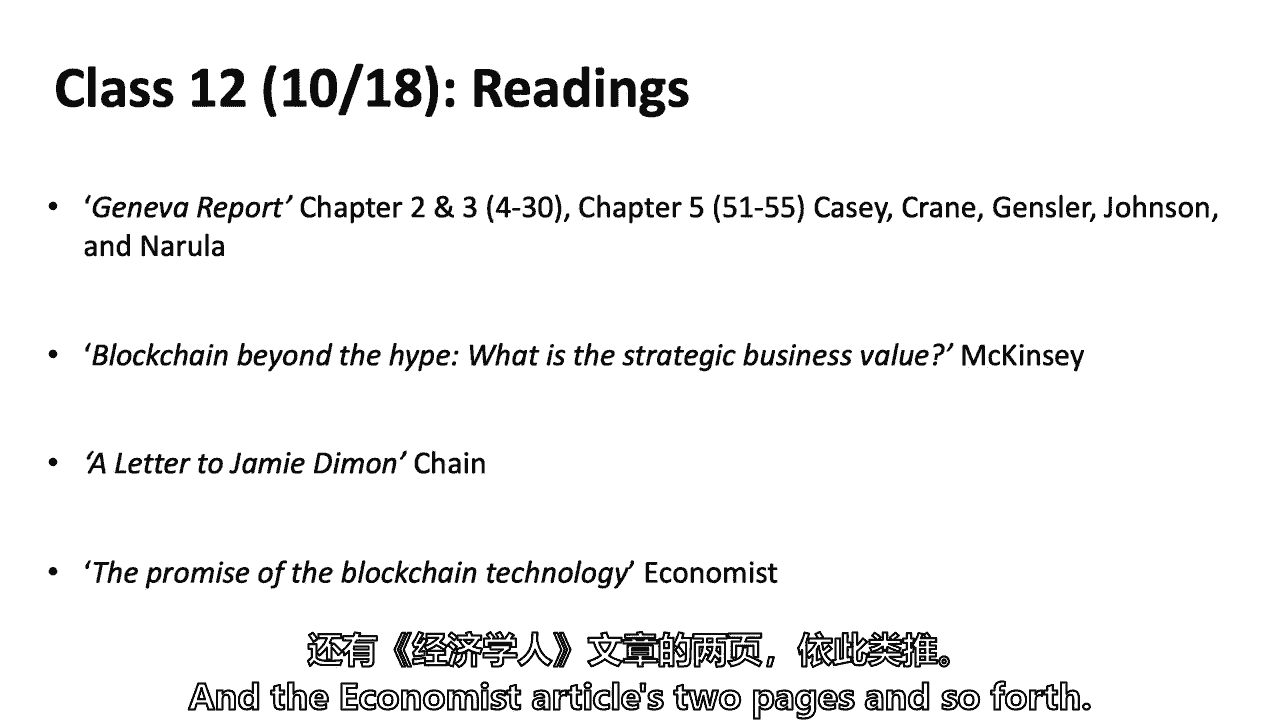 Class 12 (10/18): Readings
• ‘Geneva Report’ Chapter 2 & 3 (4-30), Chapter 5 (51-55) Casey, Crane, Gensler, Johnson,
and Narula
• ‘Blockchain beyond the hype: What is the strategic business value?’ McKinsey
• ‘A Letter to Jamie Dimon’ Chain
• ‘The promise of the blockchain technology’ Economist
还有《经济学人》文章的两页，依此类推。
And the Economist article's two pages and so forth.